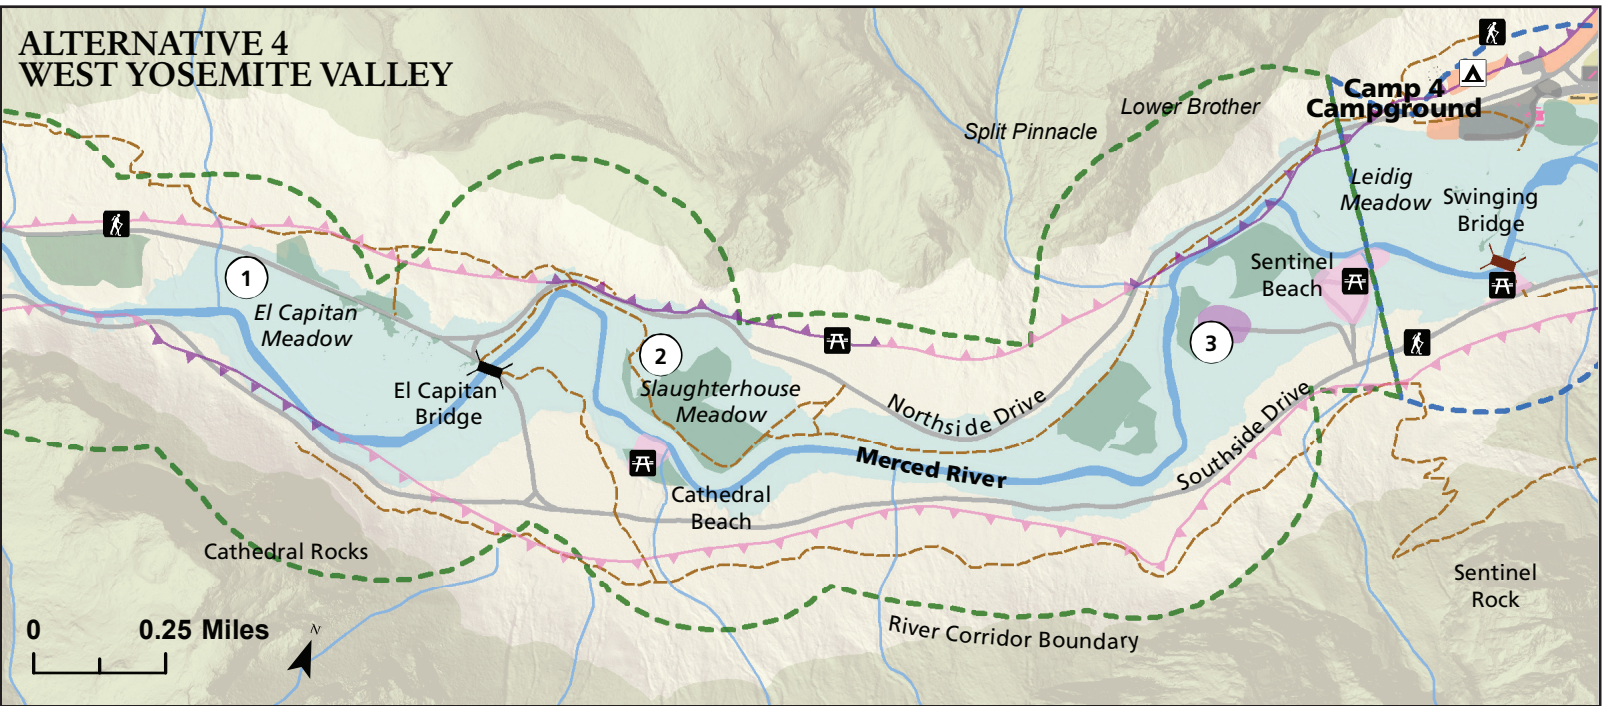 ALTERNATIVE 4
WEST YOSEMITE VALLEY
Camp 4
Campground
Lower Brother
Split Pinnacle
Leidig
Meadow
Swinging
Bridge
Sentinel
Beach
1
El Capitan
Meadow
2
Slaughterhouse
Meadow
3
El Capitan
Bridge
Northside Drive
Southside Drive
Merced River
Cathedral
Beach
Cathedral Rocks
Sentinel
Rock
River Corridor Boundary
0 0.25 Miles
N